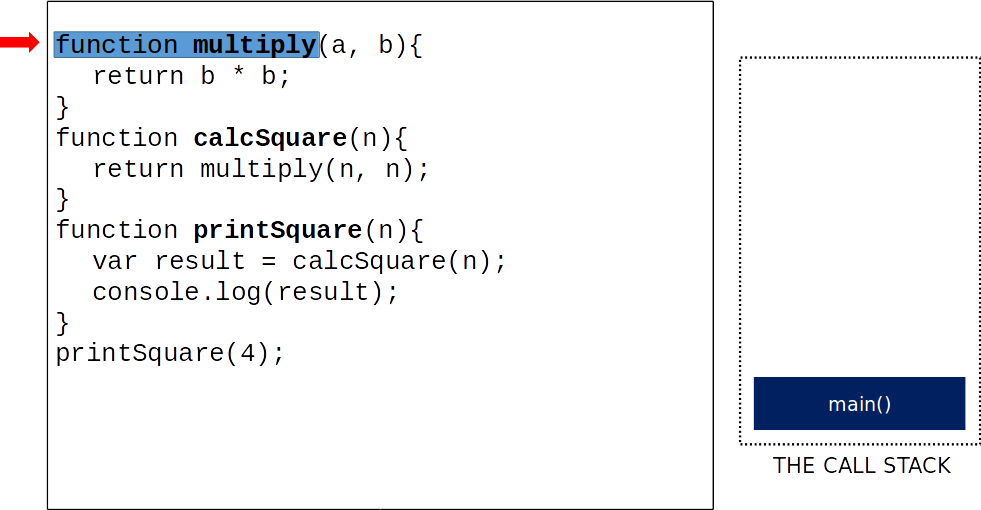 function multiply(a, b){
return b * b;
}
function calcSquare(n){
return multiply(n, n);
}
function printSquare(n){
var result = calcSquare(n);
console.log(result);
}
printSquare(4);
main()
THE CALL STACK